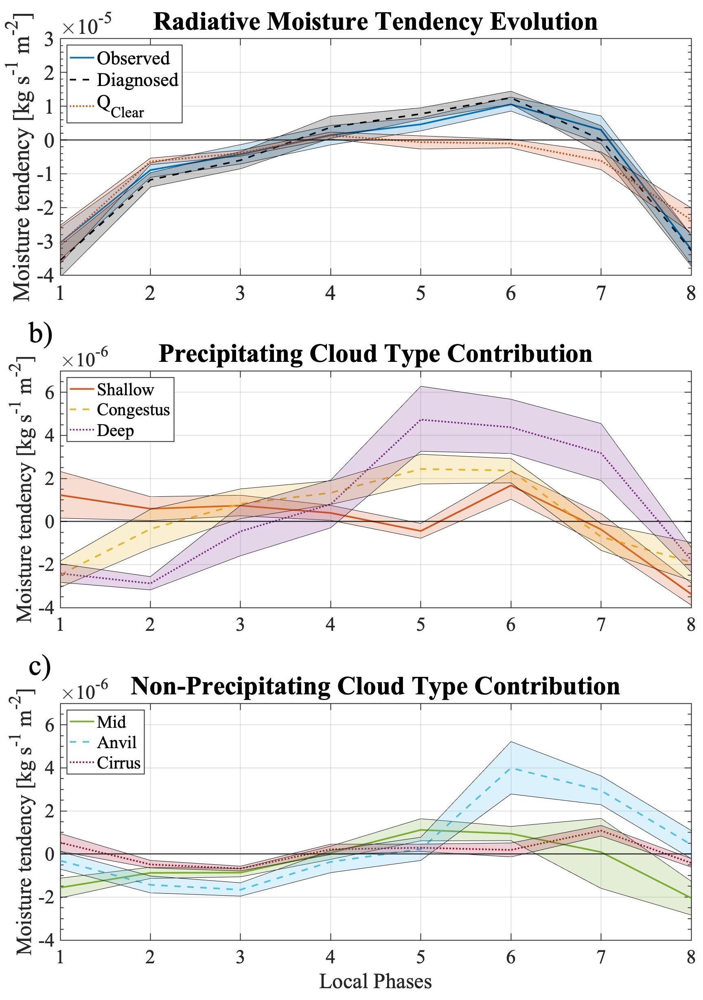 ×10-5
Radiative Moisture Tendency Evolution
Moisture tendency [kg s-1 m-2]
3
2
1
0
-1
-2
-3
-4
Observed
Diagnosed
QClear
1 2 3 4 5 6 7 8
b)
×10-6
Precipitating Cloud Type Contribution
Moisture tendency [kg s-1 m-2]
6
4
2
0
-2
-4
Shallow
Congestus
Deep
1 2 3 4 5 6 7 8
c)
×10-6
Non-Precipitating Cloud Type Contribution
Moisture tendency [kg s-1 m-2]
6
4
2
0
-2
-4
Mid
Anvil
Cirrus
1 2 3 4 5 6 7 8
Local Phases